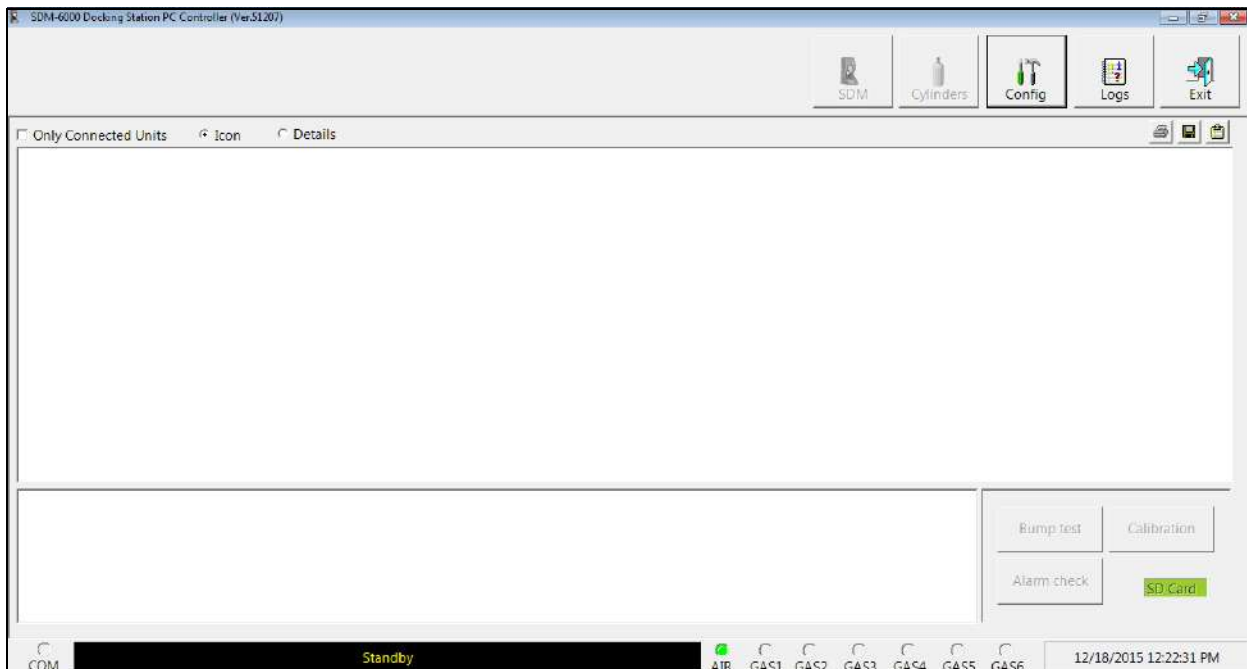 SDM-6000 Docking Station PC Controller (Ver.51207)
SDM
Cylinders
Config
Logs
Exit
Only Connected Units
Icon
Details
Bump test
Calibration
Alarm check
SD Card
COM
Standby
AIR GAS1 GAS2 GAS3 GAS4 GAS5 GAS6
12/18/2015 12:22:31 PM